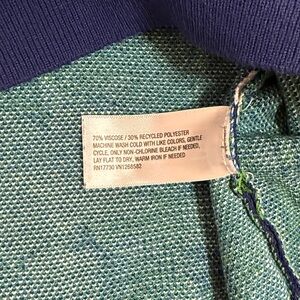 70% VISCOSE / 30% RECYCLED POLYESTER
MACHINE WASH COLD WITH LIKE COLORS, GENTLE
CYCLE, ONLY NON-CHLORINE BLEACH IF NEEDED,
LAY FLAT TO DRY, WARM IRON IF NEEDED
RN17730 VN1268582